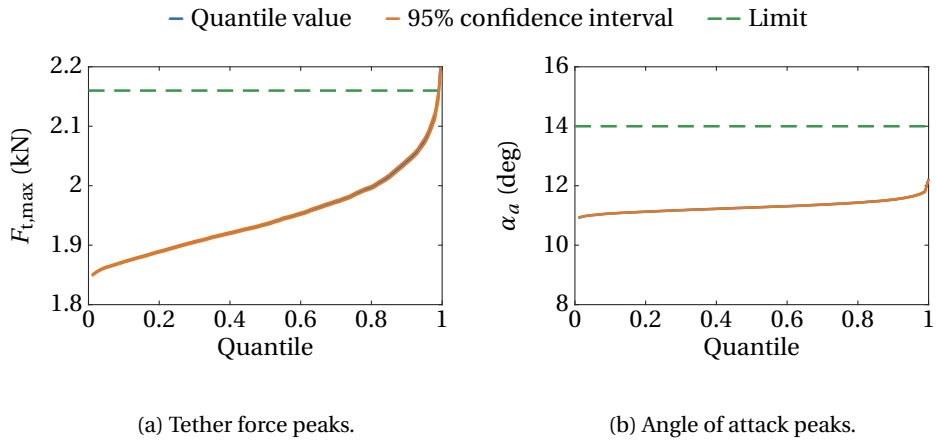 Quantile value 95% confidence interval Limit
2.2
2.1
2
1.9
1.8
F_t,max (kN)
0 0.2 0.4 0.6 0.8 1
Quantile
(a) Tether force peaks.
16
14
12
10
8
α_a (deg)
0 0.2 0.4 0.6 0.8 1
Quantile
(b) Angle of attack peaks.